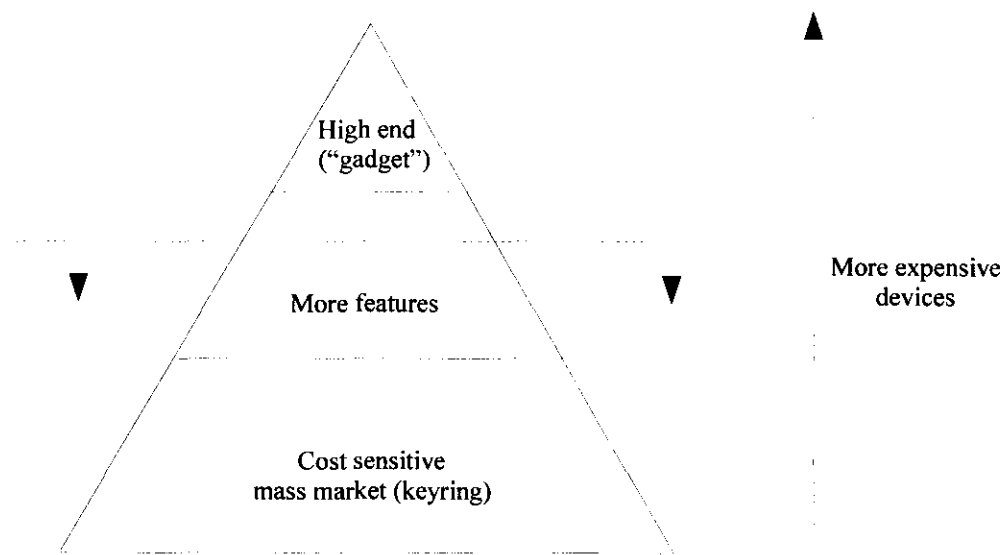 High end
(“gadget”)
More expensive
devices
More features
Cost sensitive
mass market (keyring)